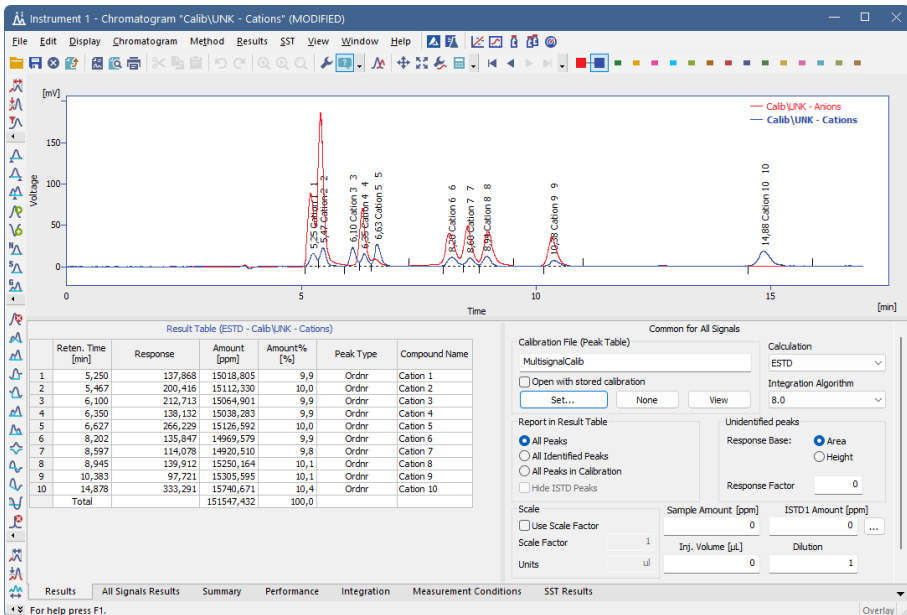 Instrument 1 - Chromatogram "Calib\UNK - Cations" (MODIFIED)
File Edit Display Chromatogram Method Results SST View Window Help
[mV]
Calib\UNK - Anions
Calib\UNK - Cations
150
100
50
0
Voltage
5,25 Cation 1 1
5,47 Cation 2 2
6,10 Cation 3 3
6,35 Cation 4 4
6,63 Cation 5 5
8,20 Cation 6 6
8,60 Cation 7 7
8,94 Cation 8 8
10,38 Cation 9 9
14,88 Cation 10 10
0 5 10 15 [min]
Time
Result Table (ESTD - Calib\UNK - Cations)
Reten. Time [min] Response Amount [ppm] Amount% [%] Peak Type Compound Name
1 5,250 137,868 15018,805 9,9 Ordnr Cation 1
2 5,467 200,416 15112,330 10,0 Ordnr Cation 2
3 6,100 212,713 15064,901 9,9 Ordnr Cation 3
4 6,350 138,132 15038,283 9,9 Ordnr Cation 4
5 6,627 266,229 15126,592 10,0 Ordnr Cation 5
6 8,202 135,847 14969,579 9,9 Ordnr Cation 6
7 8,597 114,078 14920,510 9,8 Ordnr Cation 7
8 8,945 139,912 15250,164 10,1 Ordnr Cation 8
9 10,383 97,721 15305,595 10,1 Ordnr Cation 9
10 14,878 333,291 15740,671 10,4 Ordnr Cation 10
Total 151547,432 100,0
Common for All Signals
Calibration File (Peak Table)
MultisignalCalib
Open with stored calibration
Set... None View
Calculation
ESTD
Integration Algorithm
8.0
Report in Result Table
All Peaks
All Identified Peaks
All Peaks in Calibration
Hide ISTD Peaks
Unidentified peaks
Response Base: Area
Height
Response Factor 0
Scale
Use Scale Factor
Scale Factor 1
Units ul
Sample Amount [ppm]
0
ISTD1 Amount [ppm]
0 ...
Inj. Volume [µL]
0
Dilution
1
Results All Signals Results Summary Performance Integration Measurement Conditions SST Results
For help press F1.
Overlay